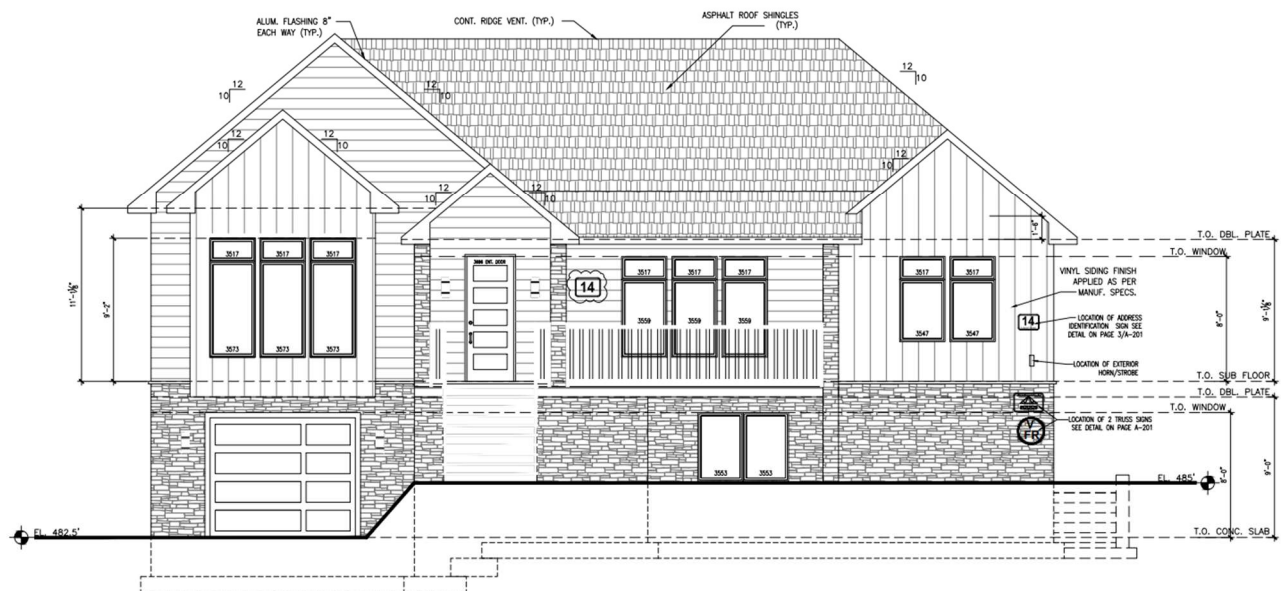 ALUM. FLASHING 8"
EACH WAY (TYP.)
CONT. RIDGE VENT. (TYP.)
ASPHALT ROOF SHINGLES
(TYP.)
12
10
12
10
12
10
12
10
12
10
12
10
12
10
12
10
1'-8"
T.O. DBL. PLATE
T.O. WINDOW
3517 3517 3517
3517 3517 3517
3517 3517
14
VINYL SIDING FINISH
APPLIED AS PER
MANUF. SPECS.
11'-1⅛"
9'-2"
8'-0"
9'-1⅛"
14
LOCATION OF ADDRESS
IDENTIFICATION SIGN SEE
DETAIL ON PAGE 3/A-201
3573 3573 3573
3559 3559 3559
3547 3547
LOCATION OF EXTERIOR
HORN/STROBE
T.O. SUB FLOOR
T.O. DBL. PLATE
T.O. WINDOW
LOCATION OF 2 TRUSS SIGNS
SEE DETAIL ON PAGE A-201
V
FR
3553 3553
8'-0"
9'-0"
EL. 485'
EL. 482.5'
T.O. CONC. SLAB